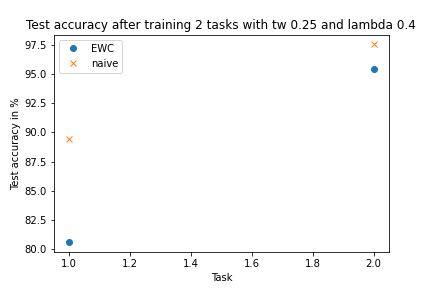 Test accuracy after training 2 tasks with tw 0.25 and lambda 0.4
EWC
naive
97.5
95.0
92.5
90.0
87.5
85.0
82.5
80.0
Test accuracy in %
1.0 1.2 1.4 1.6 1.8 2.0
Task